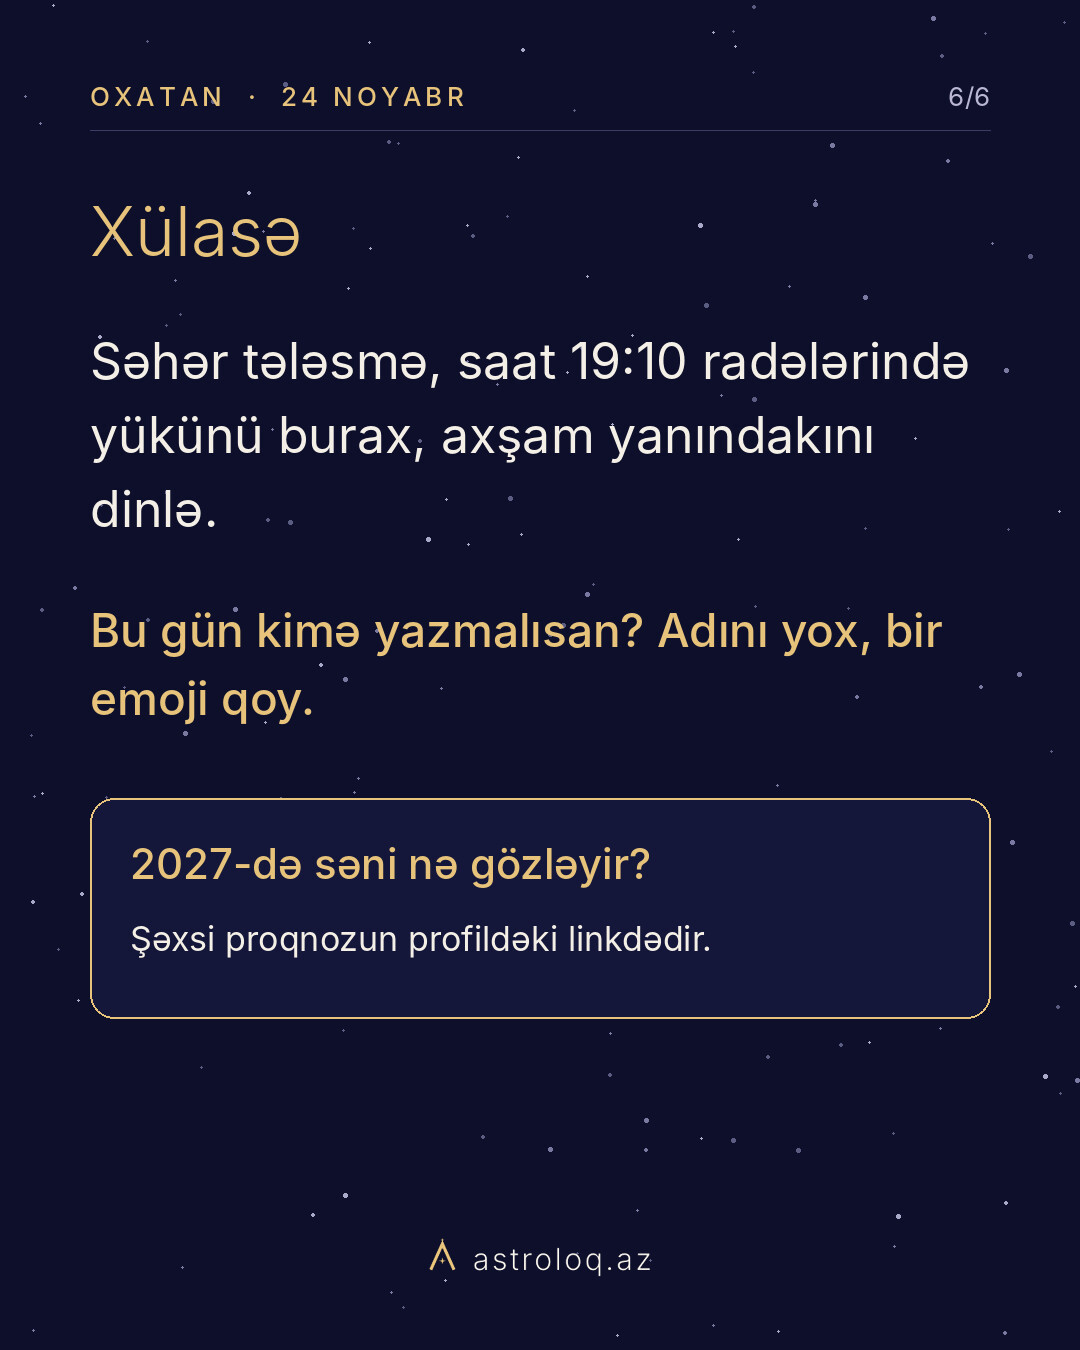 OXATAN · 24 NOYABR
6/6
Xülasə
Səhər tələsmə, saat 19:10 radələrində
yükünü burax, axşam yanındakını
dinlə.
Bu gün kimə yazmalısan? Adını yox, bir
emoji qoy.
2027-də səni nə gözləyir?
Şəxsi proqnozun profildəki linkdədir.
astroloq.az